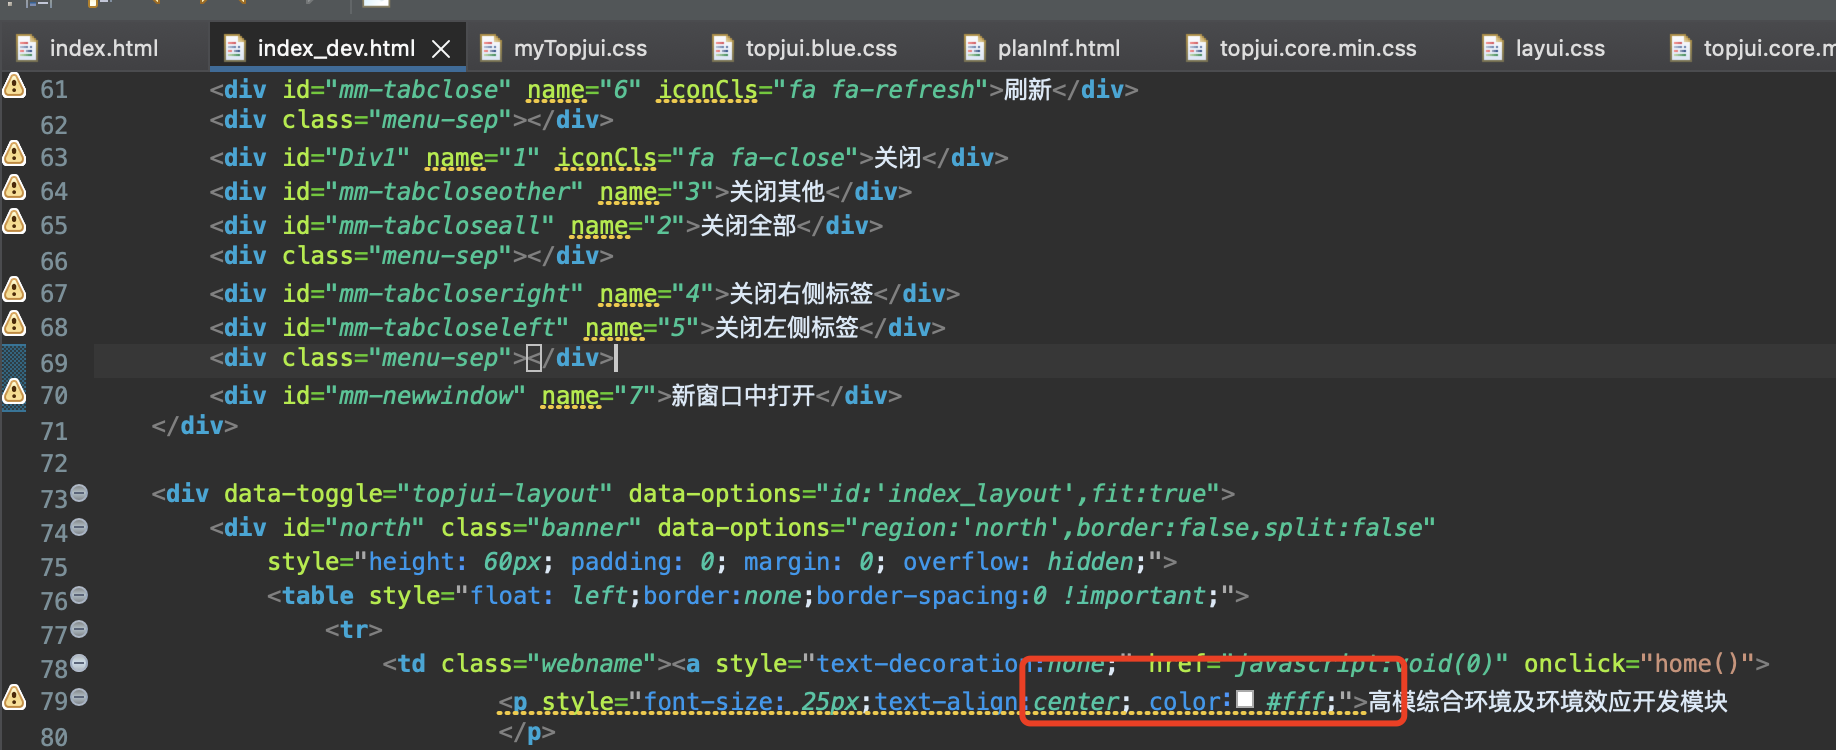 index.html index_dev.html myTopjui.css topjui.blue.css planInf.html topjui.core.min.css layui.css topjui.core.m
61 <div id="mm-tabclose" name="6" iconCls="fa fa-refresh">刷新</div>
62 <div class="menu-sep"></div>
63 <div id="Div1" name="1" iconCls="fa fa-close">关闭</div>
64 <div id="mm-tabcloseother" name="3">关闭其他</div>
65 <div id="mm-tabcloseall" name="2">关闭全部</div>
66 <div class="menu-sep"></div>
67 <div id="mm-tabcloseright" name="4">关闭右侧标签</div>
68 <div id="mm-tabcloseleft" name="5">关闭左侧标签</div>
69 <div class="menu-sep"></div>
70 <div id="mm-newwindow" name="7">新窗口中打开</div>
71 </div>
72
73 <div data-toggle="topjui-layout" data-options="id:'index_layout',fit:true">
74 <div id="north" class="banner" data-options="region:'north',border:false,split:false"
75 style="height: 60px; padding: 0; margin: 0; overflow: hidden;">
76 <table style="float: left;border:none;border-spacing:0 !important;">
77 <tr>
78 <td class="webname"><a style="text-decoration:none;" href="javascript:void(0)" onclick="home()">
79 <p style="font-size: 25px;text-align:center; color: #fff;">高模综合环境及环境效应开发模块
80 </p>